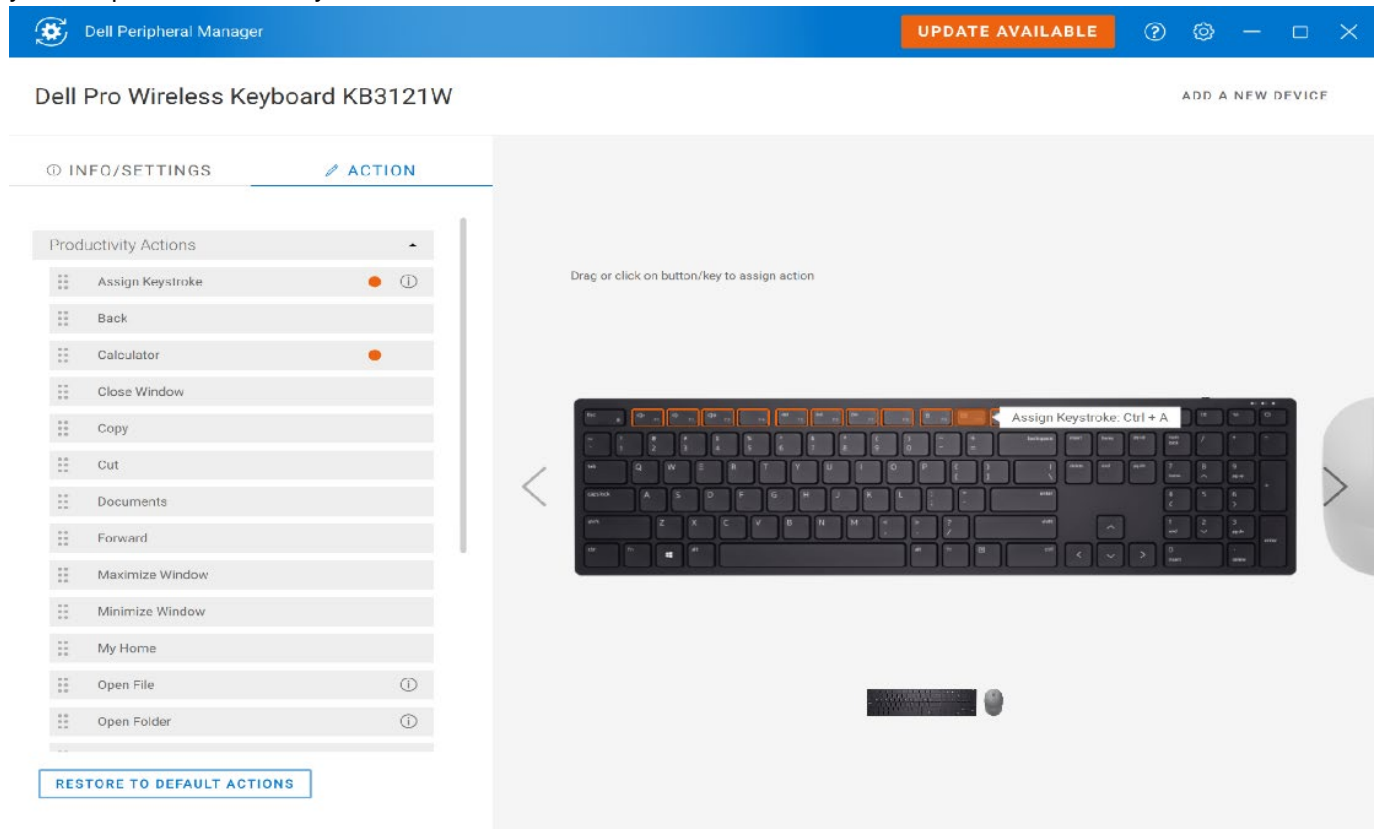 Dell Peripheral Manager
UPDATE AVAILABLE
Dell Pro Wireless Keyboard KB3121W
ADD A NEW DEVICE
INFO/SETTINGS
ACTION
Productivity Actions
Assign Keystroke
Back
Calculator
Close Window
Copy
Cut
Documents
Forward
Maximize Window
Minimize Window
My Home
Open File
Open Folder
RESTORE TO DEFAULT ACTIONS
Drag or click on button/key to assign action
Assign Keystroke: Ctrl + A
Q W E R T Y U I O P
A S D F G H J K L
Z X C V B N M